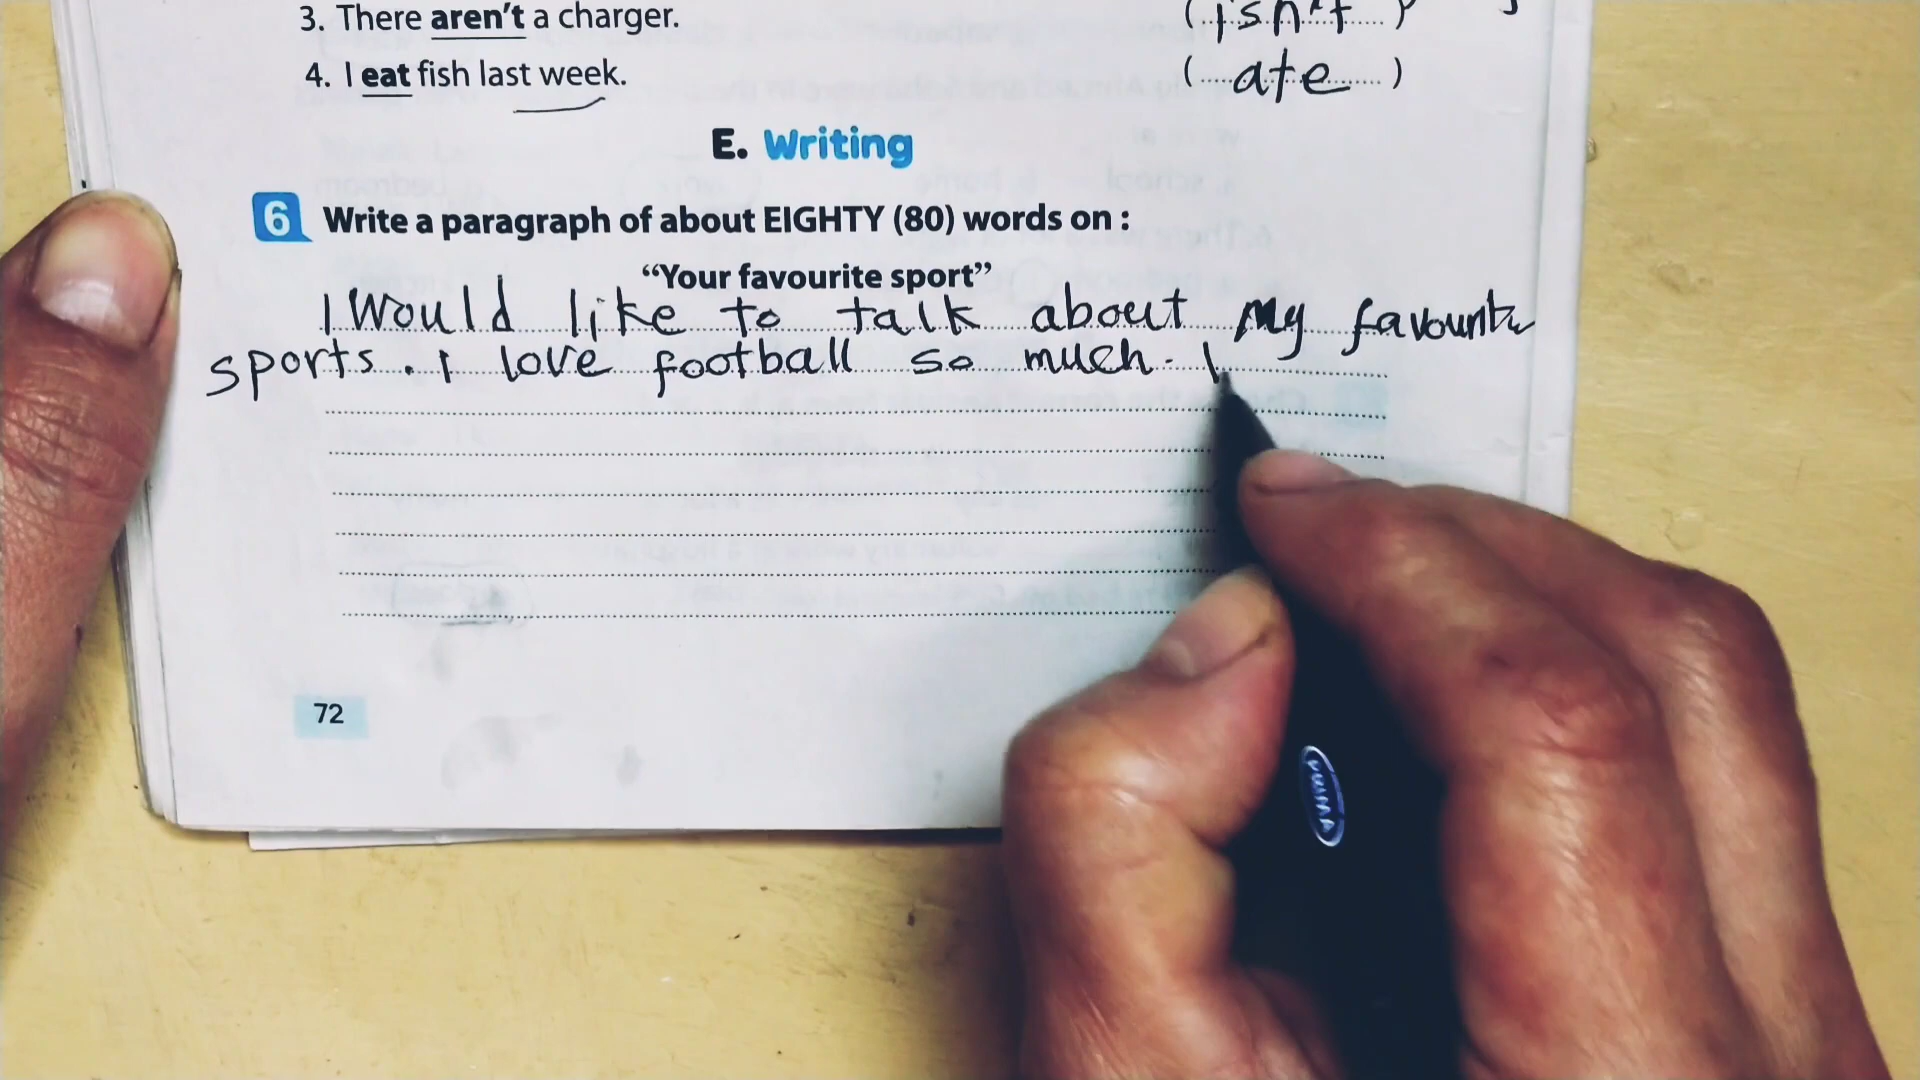 3. There aren't a charger. (isn't)
4. I eat fish last week. (ate)
E. Writing
6 Write a paragraph of about EIGHTY (80) words on :
“Your favourite sport”
I Would like to talk about My favourite
sports. I love football so much. I
72